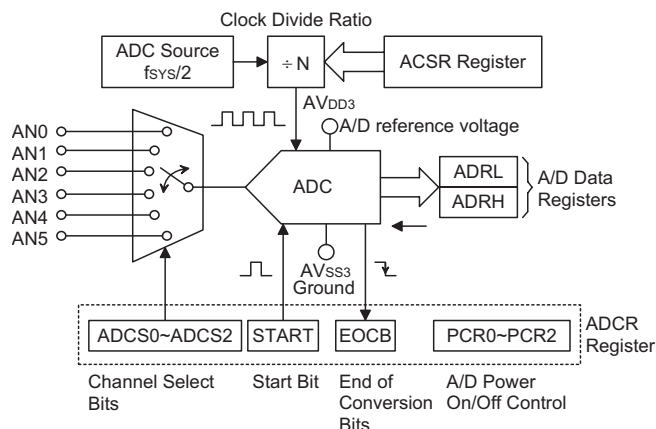 Clock Divide Ratio
ADC Source
fSYS/2
÷ N
ACSR Register
AVDD3
A/D reference voltage
AN0
AN1
AN2
AN3
AN4
AN5
ADC
ADRL
ADRH
A/D Data
Registers
AVSS3
Ground
ADCS0~ADCS2
START
EOCB
PCR0~PCR2
ADCR
Register
Channel Select
Bits
Start Bit
End of
Conversion
Bits
A/D Power
On/Off Control